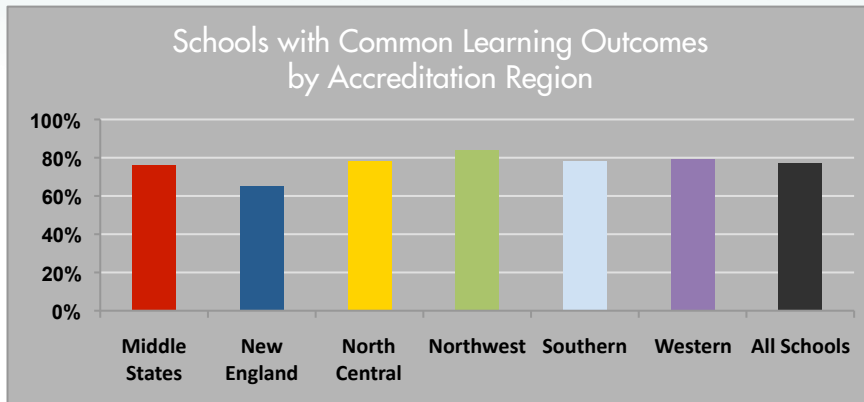 Schools with Common Learning Outcomes
by Accreditation Region
100%
80%
60%
40%
20%
0%
Middle States
New England
North Central
Northwest
Southern
Western
All Schools